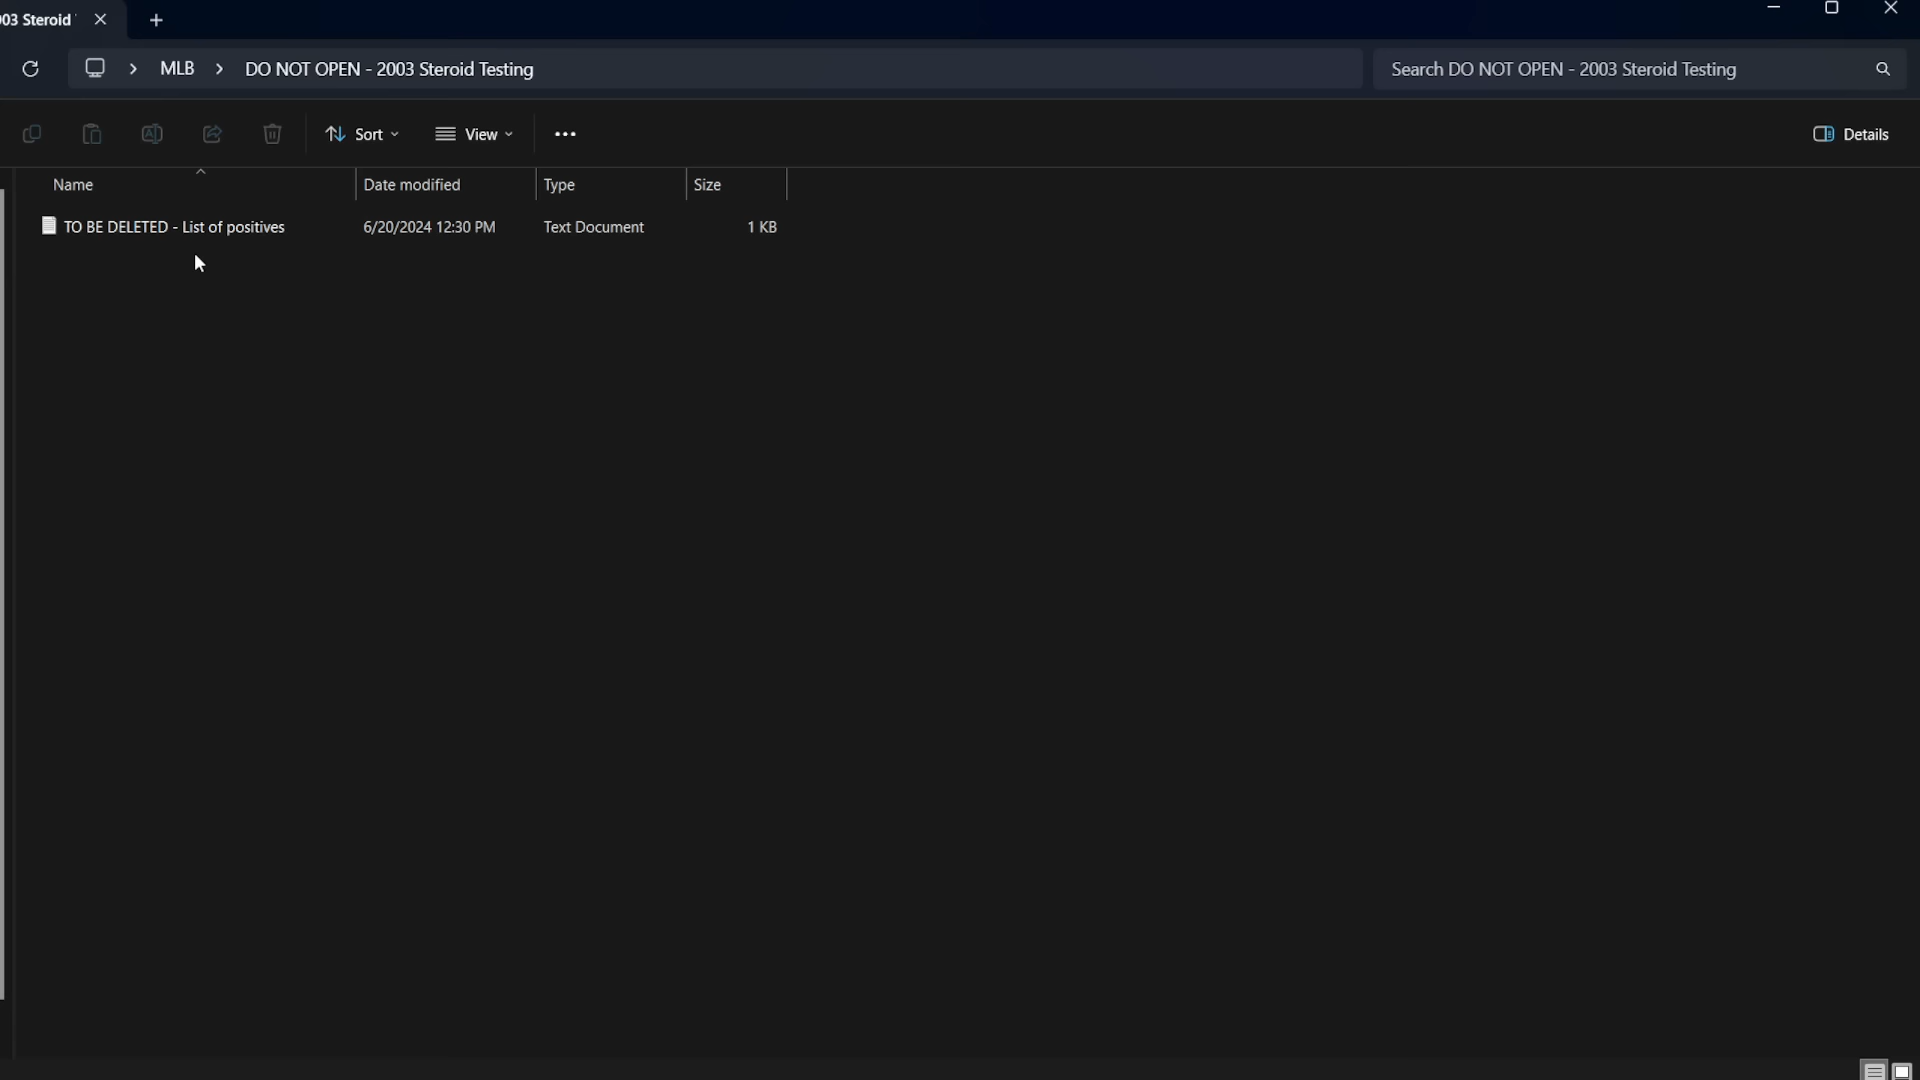 03 Steroid
MLB DO NOT OPEN - 2003 Steroid Testing Search DO NOT OPEN - 2003 Steroid Testing
Sort View Details
Name Date modified Type Size
TO BE DELETED - List of positives 6/20/2024 12:30 PM Text Document 1 KB